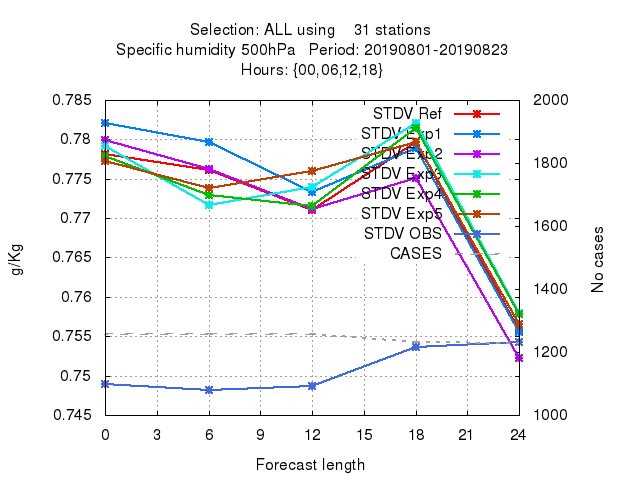 Selection: ALL using    31 stations
Specific humidity 500hPa   Period: 20190801-20190823
Hours: {00,06,12,18}
0.785
0.78
0.775
0.77
0.765
0.76
0.755
0.75
0.745
g/Kg
STDV Ref
STDV Exp1
STDV Exp2
STDV Exp3
STDV Exp4
STDV Exp5
STDV OBS
CASES
2000
1800
1600
1400
1200
1000
No cases
0 3 6 9 12 15 18 21 24
Forecast length